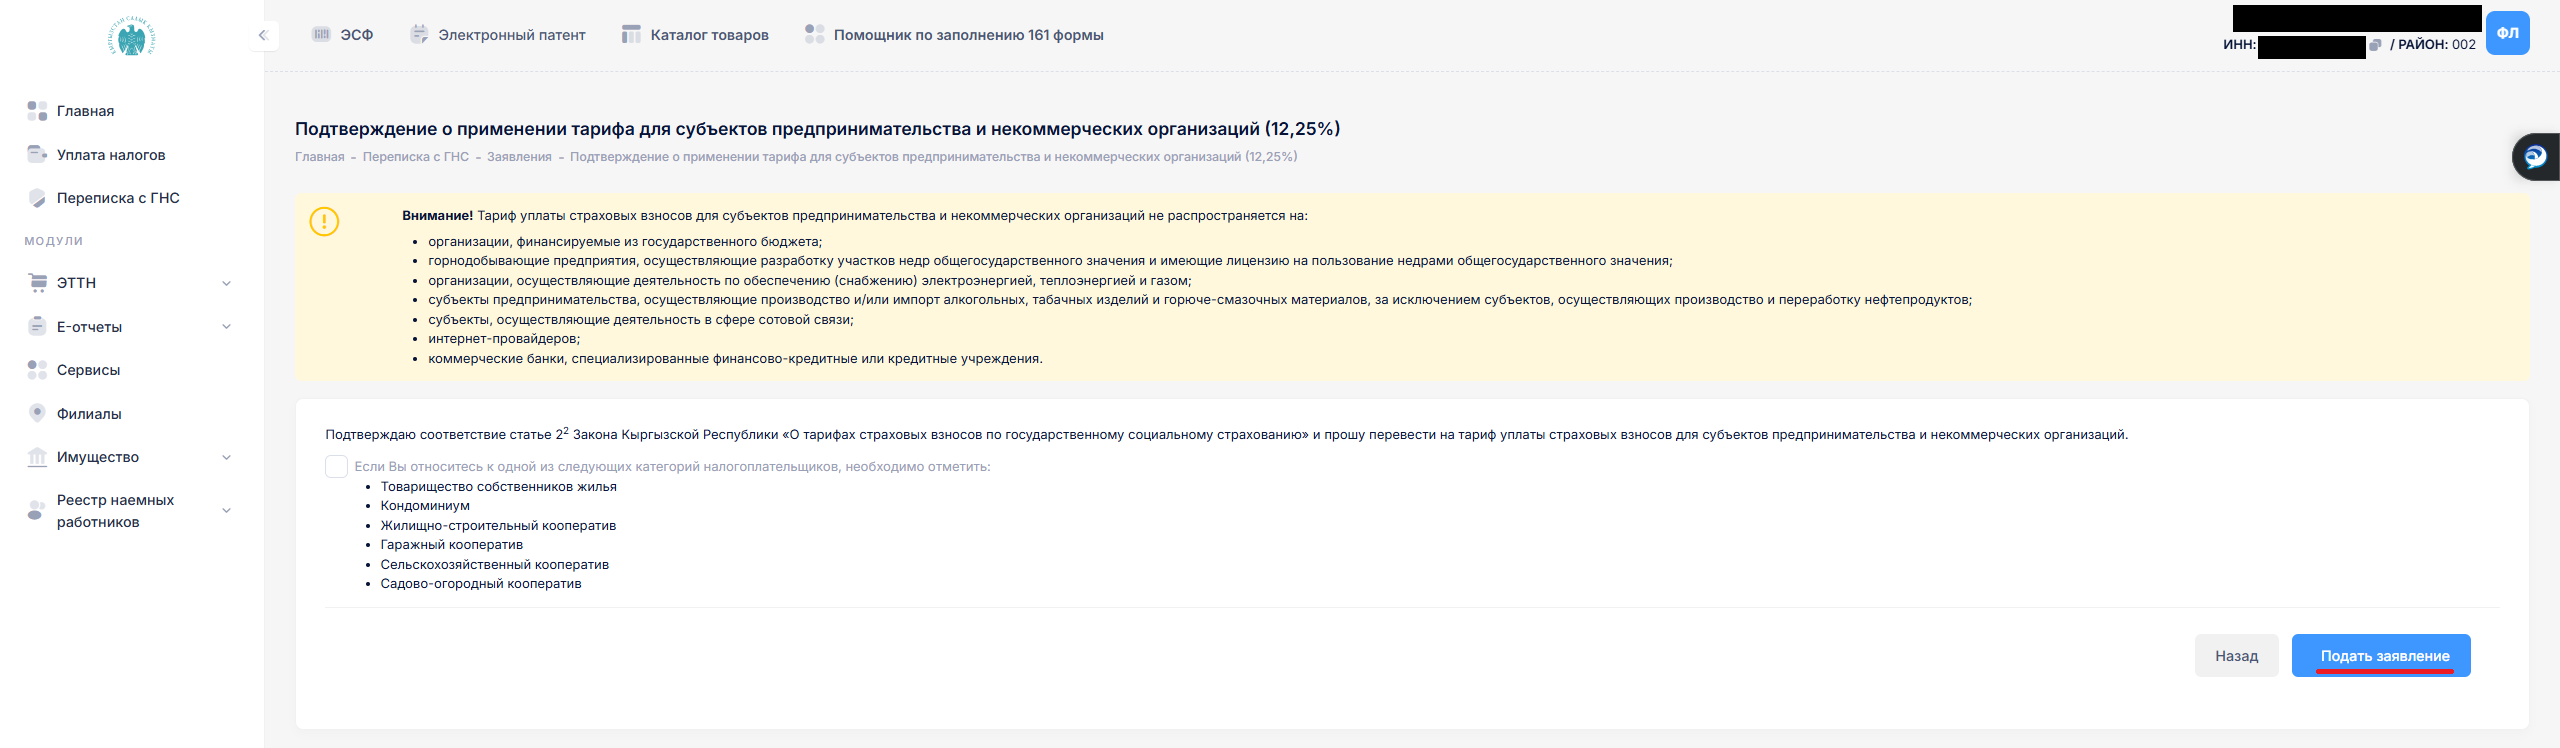 ЭСФ
Электронный патент
Каталог товаров
Помощник по заполнению 161 формы
ИНН:
/ РАЙОН: 002
ФЛ
Главная
Уплата налогов
Переписка с ГНС
МОДУЛИ
ЭТТН
Е-отчеты
Сервисы
Филиалы
Имущество
Реестр наемных
работников
Подтверждение о применении тарифа для субъектов предпринимательства и некоммерческих организаций (12,25%)
Главная - Переписка с ГНС - Заявления - Подтверждение о применении тарифа для субъектов предпринимательства и некоммерческих организаций (12,25%)
Внимание! Тариф уплаты страховых взносов для субъектов предпринимательства и некоммерческих организаций не распространяется на:
• организации, финансируемые из государственного бюджета;
• горнодобывающие предприятия, осуществляющие разработку участков недр общегосударственного значения и имеющие лицензию на пользование недрами общегосударственного значения;
• организации, осуществляющие деятельность по обеспечению (снабжению) электроэнергией, теплоэнергией и газом;
• субъекты предпринимательства, осуществляющие производство и/или импорт алкогольных, табачных изделий и горюче-смазочных материалов, за исключением субъектов, осуществляющих производство и переработку нефтепродуктов;
• субъекты, осуществляющие деятельность в сфере сотовой связи;
• интернет-провайдеров;
• коммерческие банки, специализированные финансово-кредитные или кредитные учреждения.
Подтверждаю соответствие статье 2² Закона Кыргызской Республики «О тарифах страховых взносов по государственному социальному страхованию» и прошу перевести на тариф уплаты страховых взносов для субъектов предпринимательства и некоммерческих организаций.
Если Вы относитесь к одной из следующих категорий налогоплательщиков, необходимо отметить:
• Товарищество собственников жилья
• Кондоминиум
• Жилищно-строительный кооператив
• Гаражный кооператив
• Сельскохозяйственный кооператив
• Садово-огородный кооператив
Назад
Подать заявление